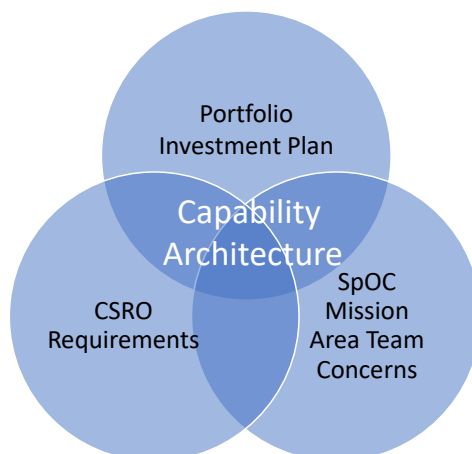 Portfolio
Investment Plan
Capability
Architecture
CSRO
Requirements
SpOC
Mission
Area Team
Concerns